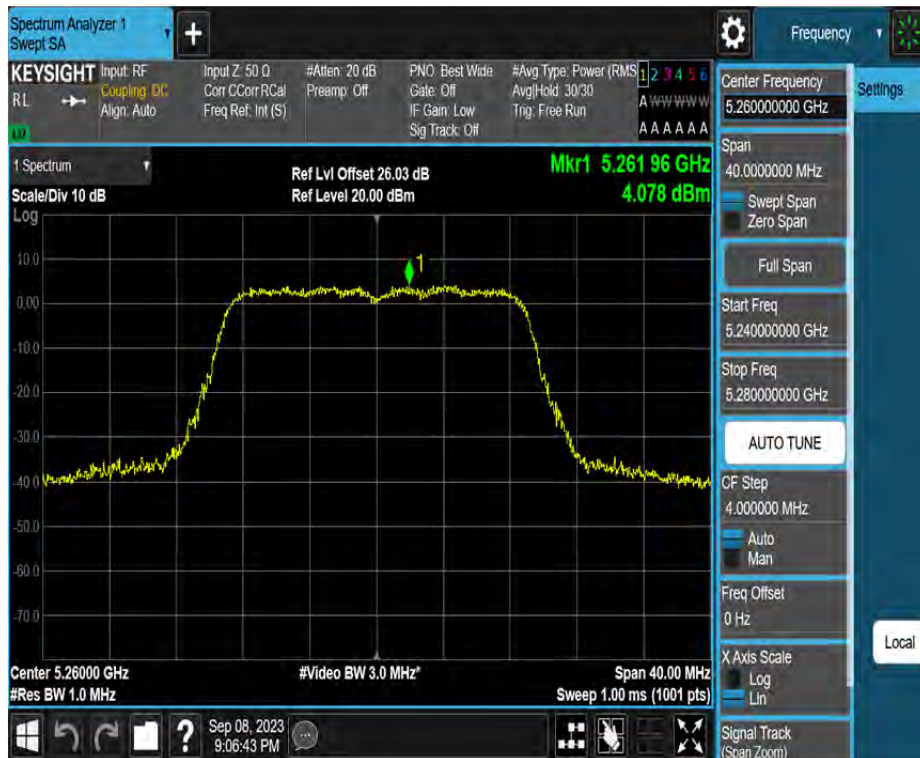 Spectrum Analyzer 1
Swept SA
Frequency
KEYSIGHT
RL
LXI
Input: RF
Coupling: DC
Align: Auto
Input Z: 50 Ω
Corr CCorr RCal
Freq Ref: Int (S)
#Atten: 20 dB
Preamp: Off
PNO: Best Wide
Gate: Off
IF Gain: Low
Sig Track: Off
#Avg Type: Power (RMS
Avg|Hold: 30/30
Trig: Free Run
1 2 3 4 5 6
A W W W W W
A A A A A A
1 Spectrum
Scale/Div 10 dB
Log
Ref Lvl Offset 26.03 dB
Ref Level 20.00 dBm
Mkr1 5.261 96 GHz
4.078 dBm
1
10.0
0.00
-10.0
-20.0
-30.0
-40.0
-50.0
-60.0
-70.0
Center 5.26000 GHz
#Res BW 1.0 MHz
#Video BW 3.0 MHz*
Span 40.00 MHz
Sweep 1.00 ms (1001 pts)
Sep 08, 2023
9:06:43 PM
?
Center Frequency
5.260000000 GHz
Span
40.0000000 MHz
Swept Span
Zero Span
Full Span
Start Freq
5.240000000 GHz
Stop Freq
5.280000000 GHz
AUTO TUNE
CF Step
4.000000 MHz
Auto
Man
Freq Offset
0 Hz
X Axis Scale
Log
Lin
Signal Track
(Span Zoom)
Settings
Local